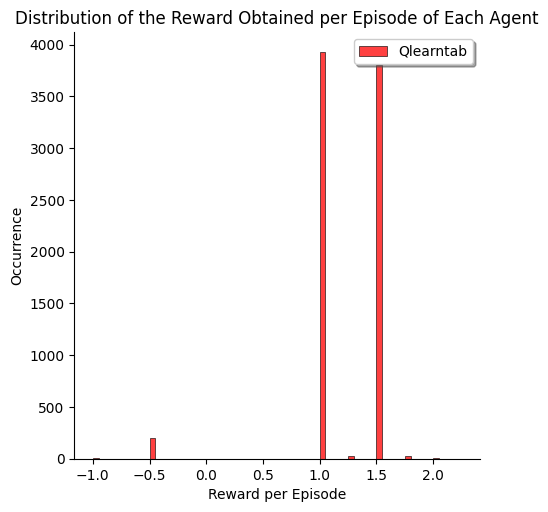 Distribution of the Reward Obtained per Episode of Each Agent
Qlearntab
4000
3500
3000
2500
2000
1500
1000
500
0
Occurrence
−1.0 −0.5 0.0 0.5 1.0 1.5 2.0
Reward per Episode